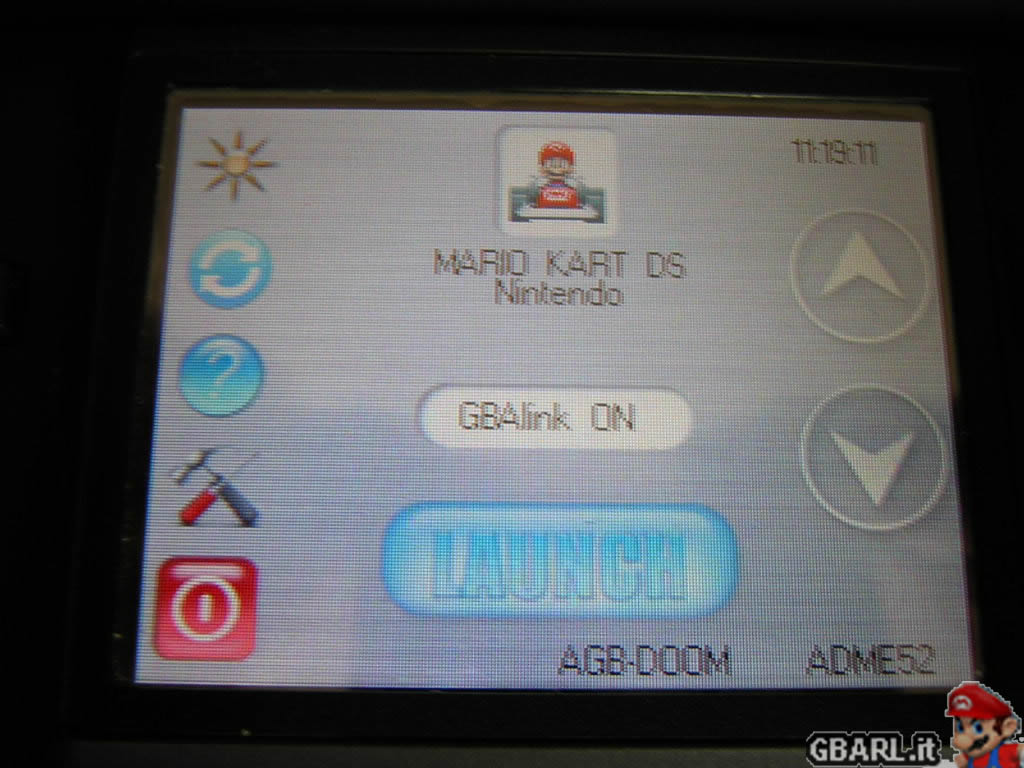 11:19:11
MARIO KART DS
Nintendo
?
GBAlink ON
LAUNCH
AGB-DOOM ADME52
GBARL.it